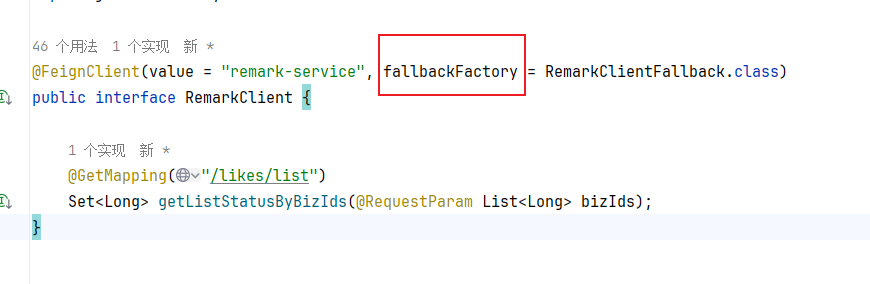 46 个用法 1 个实现 新 *
@FeignClient(value = "remark-service", fallbackFactory = RemarkClientFallback.class)
public interface RemarkClient {
1 个实现 新 *
@GetMapping("/likes/list")
Set<Long> getListStatusByBizIds(@RequestParam List<Long> bizIds);
}